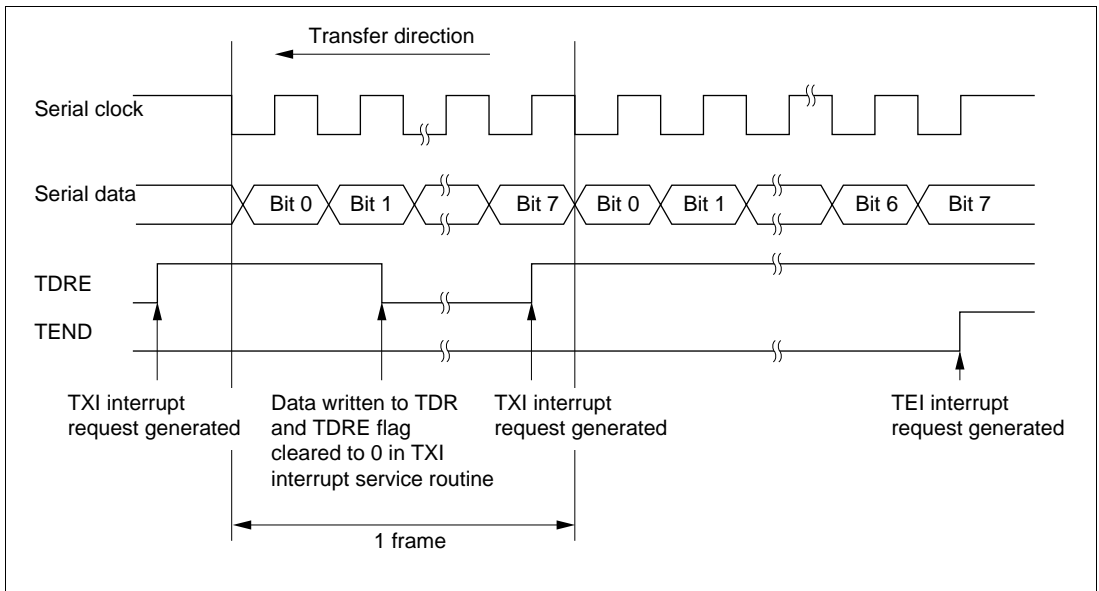 Transfer direction
Serial clock
Serial data
Bit 0
Bit 1
Bit 7
Bit 0
Bit 1
Bit 6
Bit 7
TDRE
TEND
TXI interrupt
request generated
Data written to TDR
and TDRE flag
cleared to 0 in TXI
interrupt service routine
TXI interrupt
request generated
TEI interrupt
request generated
1 frame